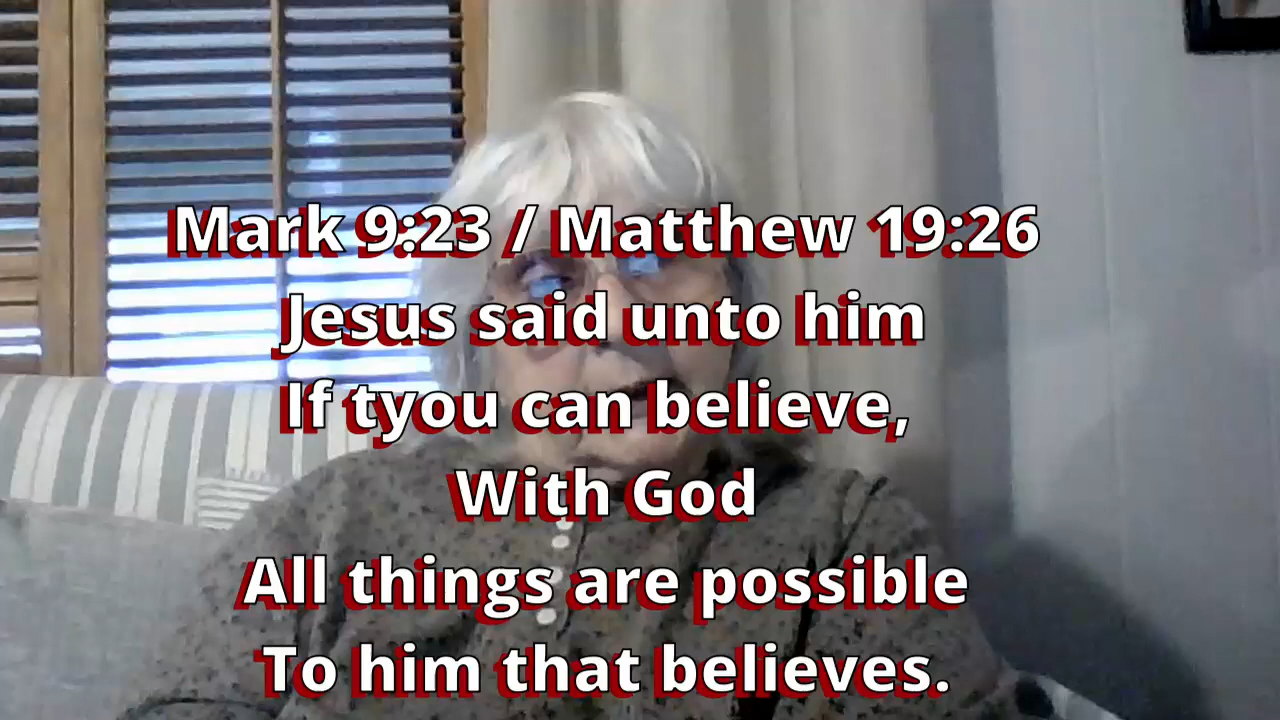 Mark 9:23 / Matthew 19:26
Jesus said unto him
If tyou can believe,
With God
All things are possible
To him that believes.